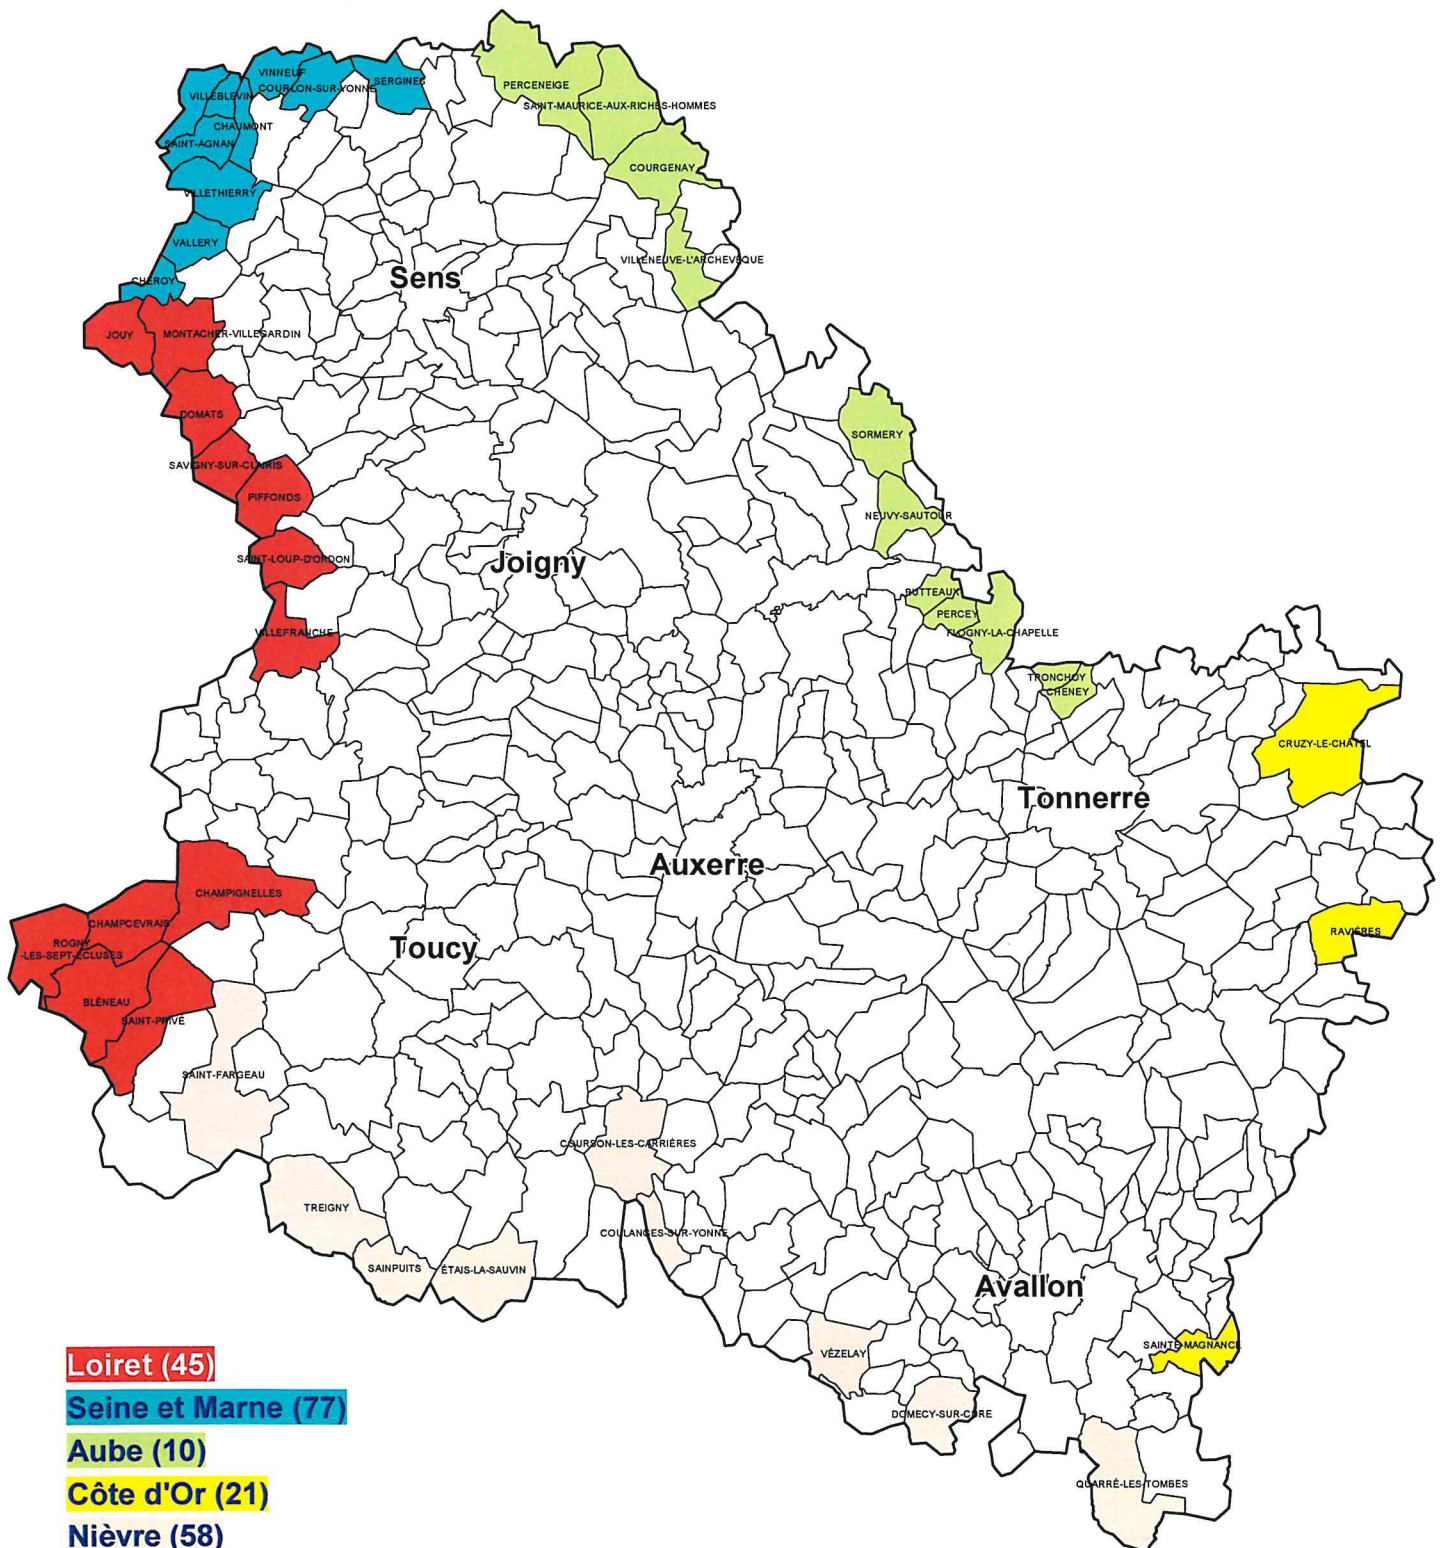 VINNEUF
SERGINES
COURLON-SUR-YONNE
VILLEBLEVIN
PERCENEIGE
SAINT-MAURICE-AUX-RICHES-HOMMES
CHAUMONT
SAINT-AGNAN
COURGENAY
VILLETHIERRY
VALLERY
VILLENEUVE-L'ARCHEVÊQUE
CHÉROY
Sens
JOUY
MONTACHER-VILLEGARDIN
DOMATS
SORMERY
SAVIGNY-SUR-CLAIRIS
PIFFONDS
NEUVY-SAUTOUR
SAINT-LOUP-D'ORDON
Joigny
BUTTEAUX
PERCEY
VILLEFRANCHE
FLOGNY-LA-CHAPELLE
TRONCHOY
CHENEY
CRUZY-LE-CHÂTEL
Tonnerre
Auxerre
CHAMPIGNELLES
CHAMPCEVRAIS
RAVIÈRES
ROGNY
-LES-SEPT-ÉCLUSES
Toucy
BLÉNEAU
SAINT-PRIVÉ
SAINT-FARGEAU
COURSON-LES-CARRIÈRES
TREIGNY
COULANGES-SUR-YONNE
SAINPUITS
ÉTAIS-LA-SAUVIN
Avallon
SAINTE-MAGNANCE
VÉZELAY
DOMECY-SUR-CURE
QUARRÉ-LES-TOMBES
Loiret (45)
Seine et Marne (77)
Aube (10)
Côte d'Or (21)
Nièvre (58)